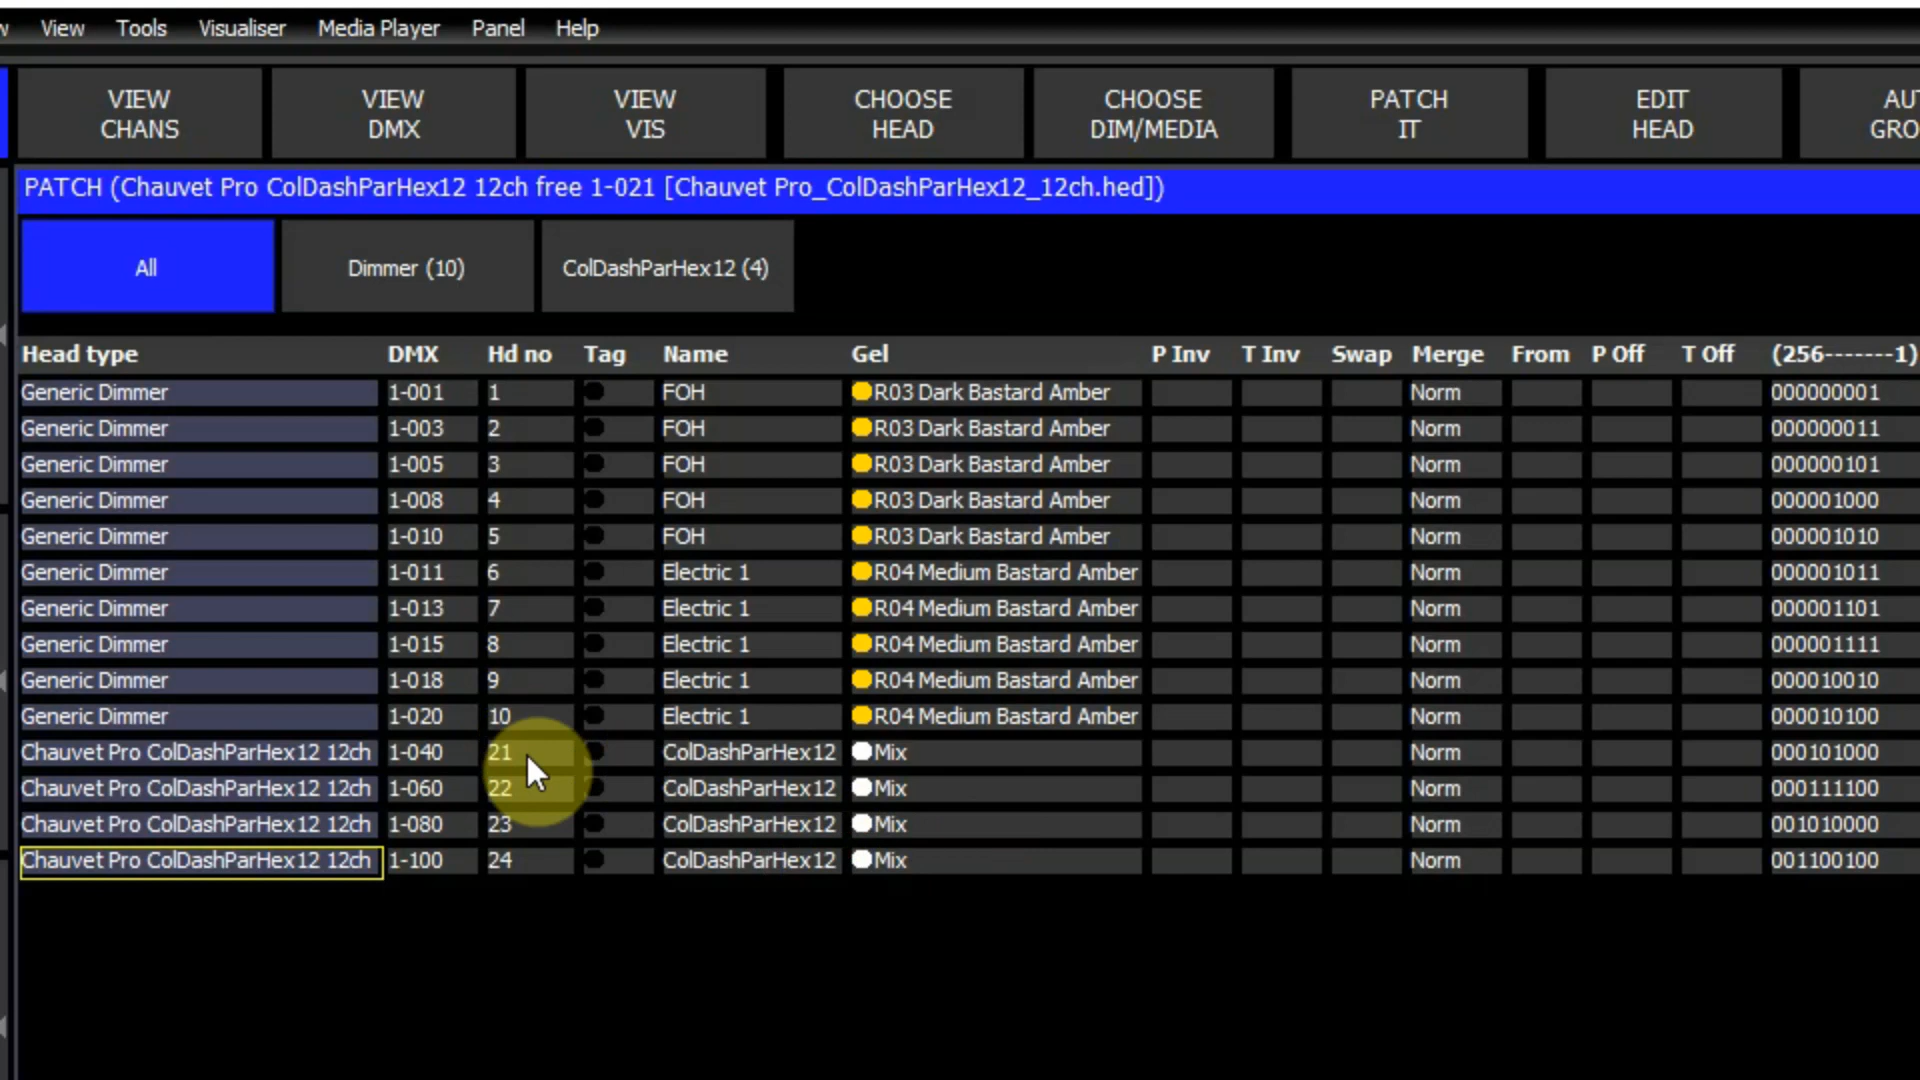 View Tools Visualiser Media Player Panel Help
VIEW CHANS VIEW DMX VIEW VIS CHOOSE HEAD CHOOSE DIM/MEDIA PATCH IT EDIT HEAD
PATCH (Chauvet Pro ColDashParHex12 12ch free 1-021 [Chauvet Pro_ColDashParHex12_12ch.hed])
All Dimmer (10) ColDashParHex12 (4)
Head type DMX Hd no Tag Name Gel P Inv T Inv Swap Merge From P Off T Off (256-------1)
Generic Dimmer 1-001 1 FOH R03 Dark Bastard Amber Norm 000000001
Generic Dimmer 1-003 2 FOH R03 Dark Bastard Amber Norm 000000011
Generic Dimmer 1-005 3 FOH R03 Dark Bastard Amber Norm 000000101
Generic Dimmer 1-008 4 FOH R03 Dark Bastard Amber Norm 000001000
Generic Dimmer 1-010 5 FOH R03 Dark Bastard Amber Norm 000001010
Generic Dimmer 1-011 6 Electric 1 R04 Medium Bastard Amber Norm 000001011
Generic Dimmer 1-013 7 Electric 1 R04 Medium Bastard Amber Norm 000001101
Generic Dimmer 1-015 8 Electric 1 R04 Medium Bastard Amber Norm 000001111
Generic Dimmer 1-018 9 Electric 1 R04 Medium Bastard Amber Norm 000010010
Generic Dimmer 1-020 10 Electric 1 R04 Medium Bastard Amber Norm 000010100
Chauvet Pro ColDashParHex12 12ch 1-040 21 ColDashParHex12 Mix Norm 000101000
Chauvet Pro ColDashParHex12 12ch 1-060 22 ColDashParHex12 Mix Norm 000111100
Chauvet Pro ColDashParHex12 12ch 1-080 23 ColDashParHex12 Mix Norm 001010000
Chauvet Pro ColDashParHex12 12ch 1-100 24 ColDashParHex12 Mix Norm 001100100